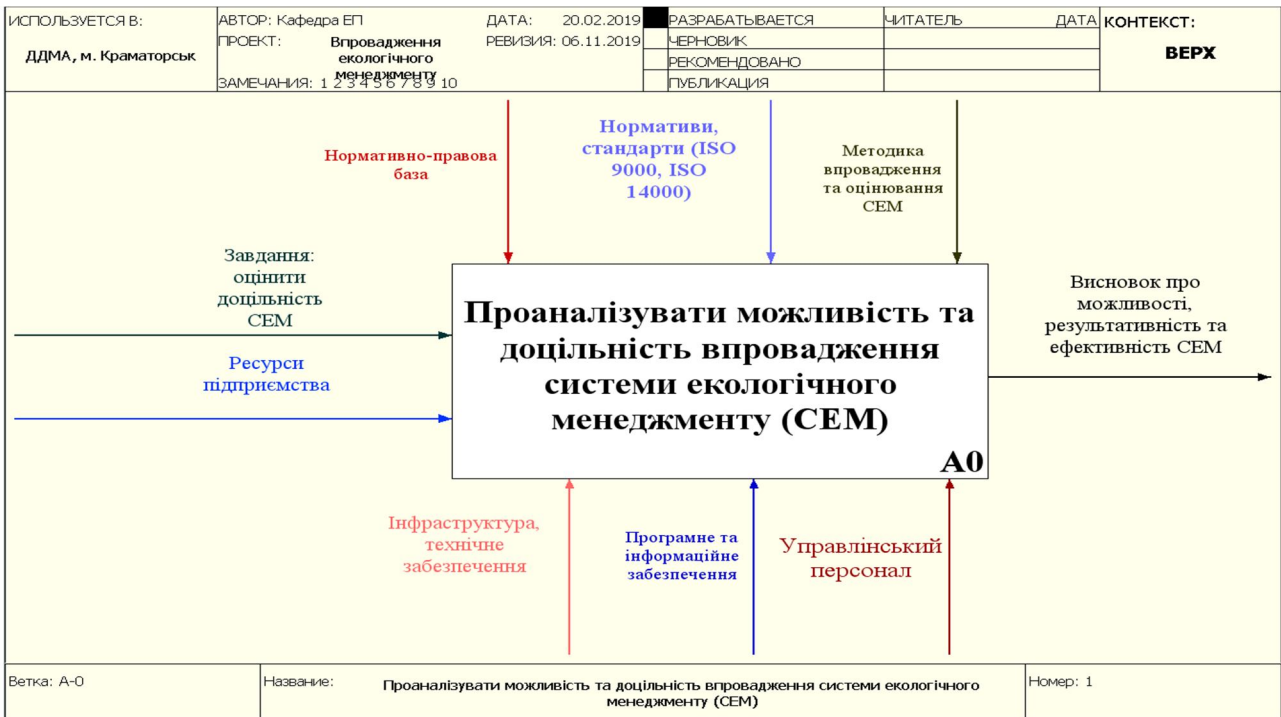 ИСПОЛЬЗУЕТСЯ В:
ДДМА, м. Краматорськ
АВТОР: Кафедра ЕП
ДАТА: 20.02.2019
ПРОЕКТ: Впровадження
екологічного
менеджменту
РЕВИЗИЯ: 06.11.2019
ЗАМЕЧАНИЯ: 1 2 3 4 5 6 7 8 9 10
РАЗРАБАТЫВАЕТСЯ
ЧЕРНОВИК
РЕКОМЕНДОВАНО
ПУБЛИКАЦИЯ
ЧИТАТЕЛЬ ДАТА
КОНТЕКСТ:
ВЕРХ
Нормативно-правова
база
Нормативи,
стандарти (ISO
9000, ISO
14000)
Методика
впровадження
та оцінювання
СЕМ
Завдання:
оцінити
доцільність
СЕМ
Ресурси
підприємства
Проаналізувати можливість та
доцільність впровадження
системи екологічного
менеджменту (СЕМ)
A0
Висновок про
можливості,
результативність та
ефективність СЕМ
Інфраструктура,
технічне
забезпечення
Програмне та
інформаційне
забезпечення
Управлінський
персонал
Ветка: A-0
Название: Проаналізувати можливість та доцільність впровадження системи екологічного
менеджменту (СЕМ)
Номер: 1